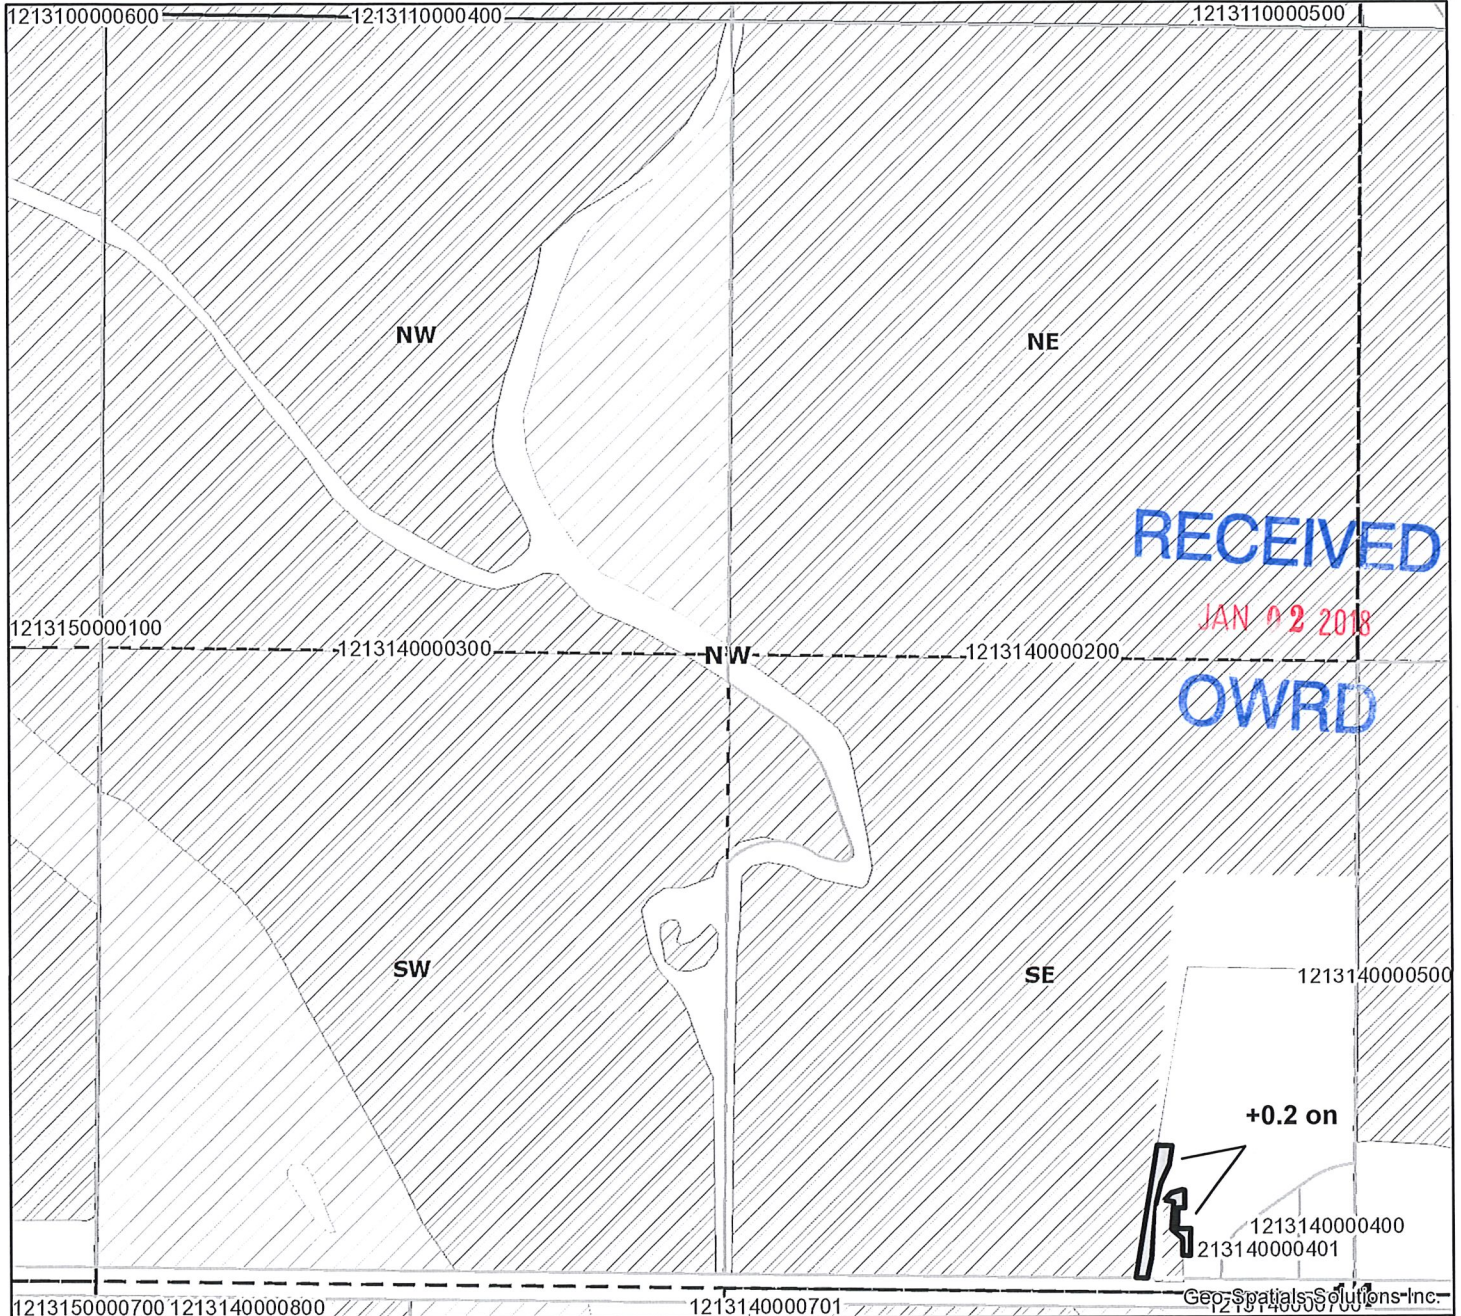 1213100000600 1213110000400 1213110000500
NW NE
RECEIVED
JAN 02 2018
1213150000100 1213140000300 NW 1213140000200
OWRD
SW SE 1213140000500
+0.2 on
1213140000400
213140000401
Geo-Spatials Solutions Inc.
1213150000700 1213140000800 1213140000701